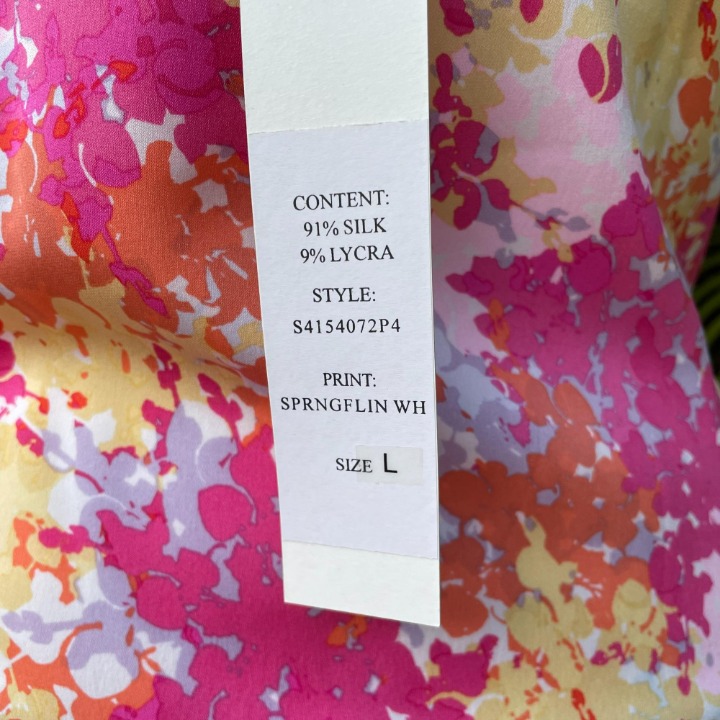 CONTENT:
91% SILK
9% LYCRA
STYLE:
S4154072P4
PRINT:
SPRNGFLIN WH
SIZE L